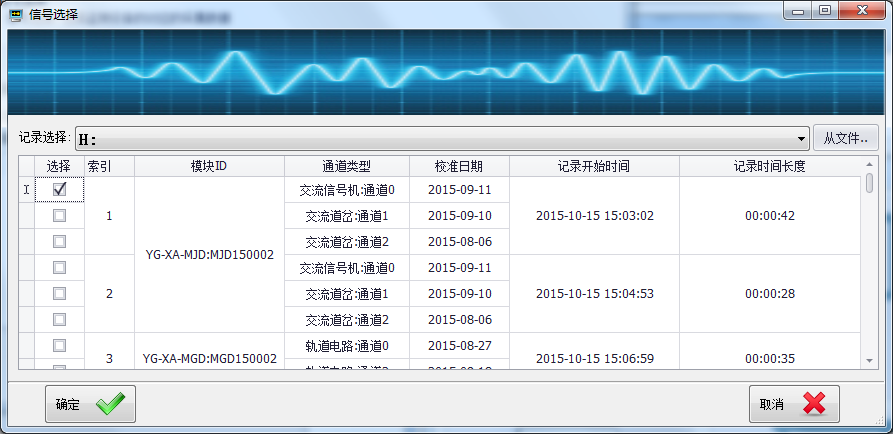 信号选择
记录选择: H: 从文件..
选择 索引 模块ID 通道类型 校准日期 记录开始时间 记录时间长度
交流信号机:通道0 2015-09-11
1 交流道岔:通道1 2015-09-10 2015-10-15 15:03:02 00:00:42
交流道岔:通道2 2015-08-06
YG-XA-MJD:MJD150002
交流信号机:通道0 2015-09-11
2 交流道岔:通道1 2015-09-10 2015-10-15 15:04:53 00:00:28
交流道岔:通道2 2015-08-06
轨道电路:通道0 2015-08-27
3 YG-XA-MGD:MGD150002 2015-10-15 15:06:59 00:00:35
确定 取消